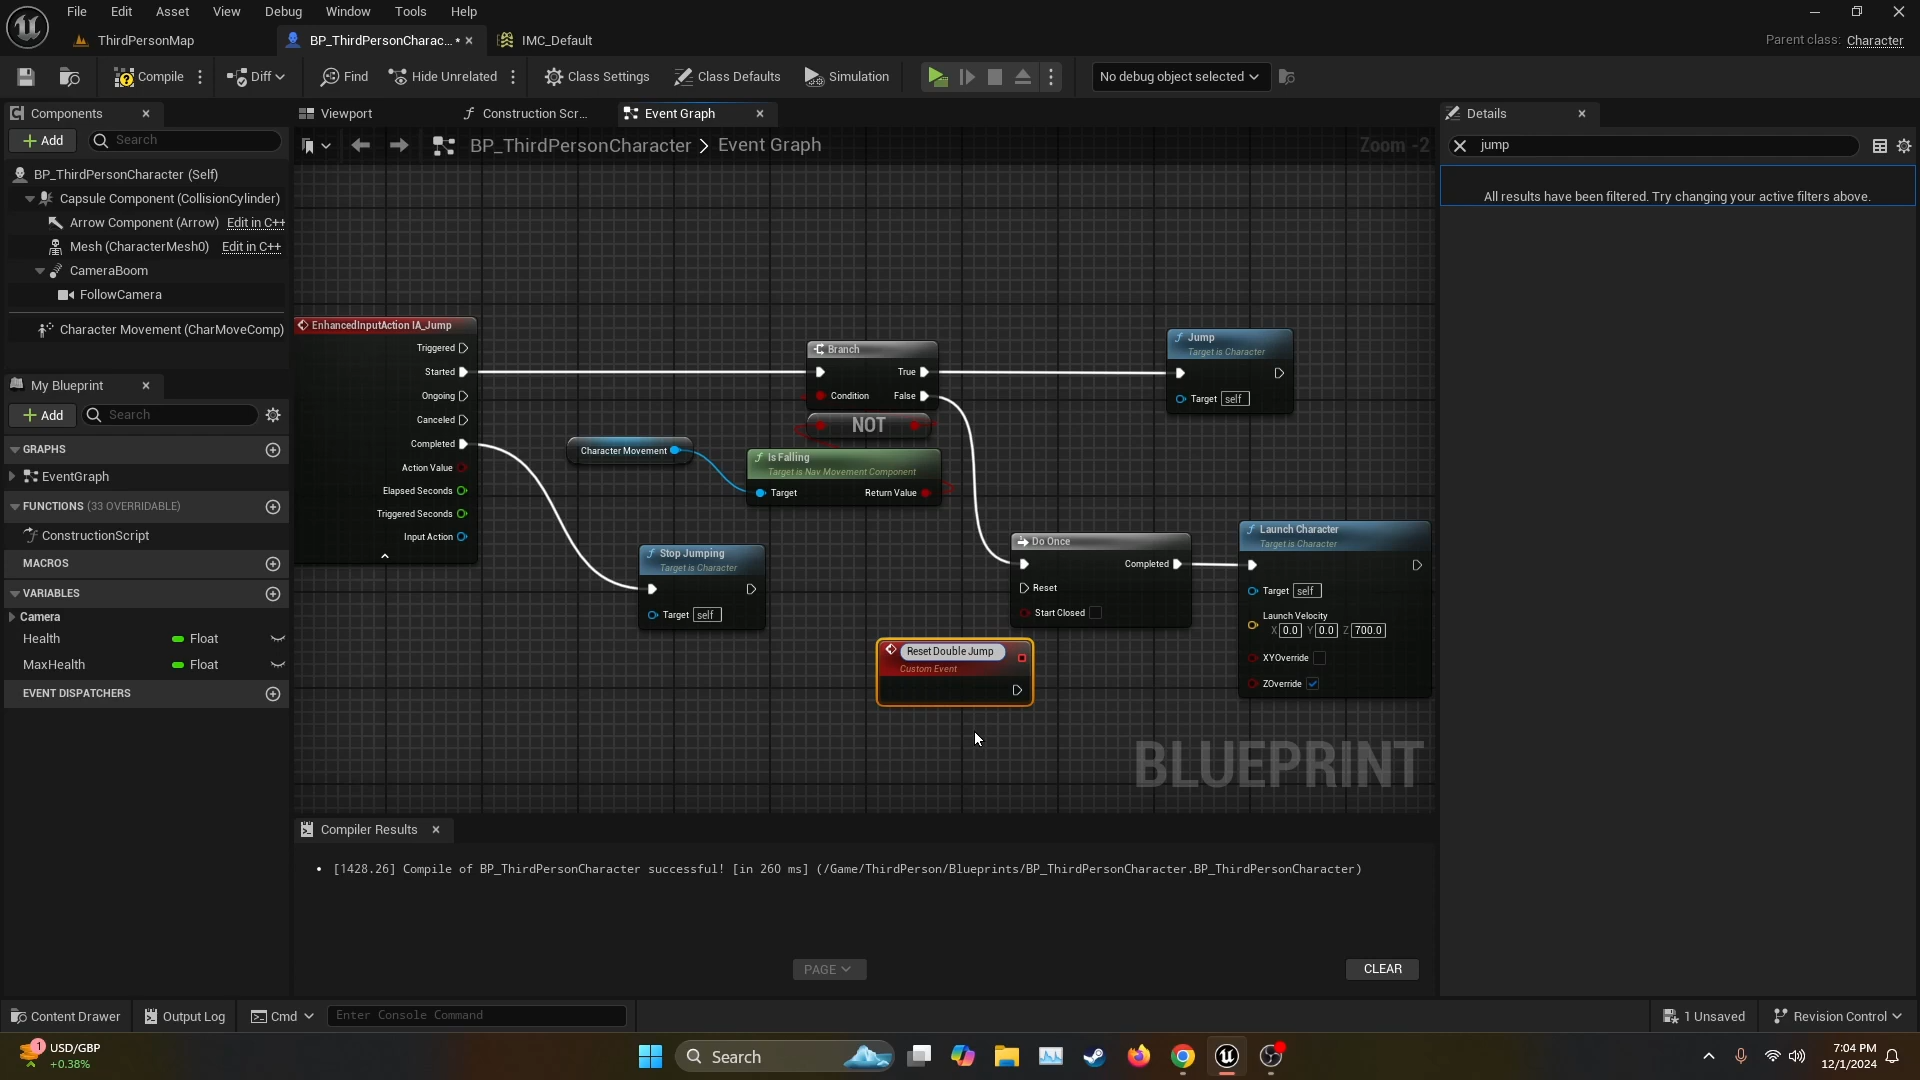 File Edit Asset View Debug Window Tools Help
ThirdPersonMap
BP_ThirdPersonCharac... *
IMC_Default
Parent class: Character
Compile
Diff
Find
Hide Unrelated
Class Settings
Class Defaults
Simulation
No debug object selected
Components
Add
Search
BP_ThirdPersonCharacter (Self)
Capsule Component (CollisionCylinder)
Arrow Component (Arrow) Edit in C++
Mesh (CharacterMesh0) Edit in C++
CameraBoom
FollowCamera
Character Movement (CharMoveComp)
My Blueprint
Add
Search
GRAPHS
EventGraph
FUNCTIONS (33 OVERRIDABLE)
ConstructionScript
MACROS
VARIABLES
Camera
Health Float
MaxHealth Float
EVENT DISPATCHERS
Viewport
Construction Scr...
Event Graph
BP_ThirdPersonCharacter > Event Graph
Zoom -2
EnhancedInputAction IA_Jump
Triggered
Started
Ongoing
Canceled
Completed
Action Value
Elapsed Seconds
Triggered Seconds
Input Action
Branch
True
Condition False
NOT
Character Movement
Is Falling
Target is Nav Movement Component
Target Return Value
Stop Jumping
Target is Character
Target self
Jump
Target is Character
Target self
Do Once
Completed
Reset
Start Closed
Launch Character
Target is Character
Target self
Launch Velocity
X 0.0 Y 0.0 Z 700.0
XYOverride
ZOverride
Reset Double Jump
Custom Event
BLUEPRINT
Compiler Results
• [1428.26] Compile of BP_ThirdPersonCharacter successful! [in 260 ms] (/Game/ThirdPerson/Blueprints/BP_ThirdPersonCharacter.BP_ThirdPersonCharacter)
PAGE
CLEAR
Details
jump
All results have been filtered. Try changing your active filters above.
Content Drawer
Output Log
Cmd
Enter Console Command
1 Unsaved
Revision Control
1
USD/GBP
+0.38%
Search
7:04 PM
12/1/2024